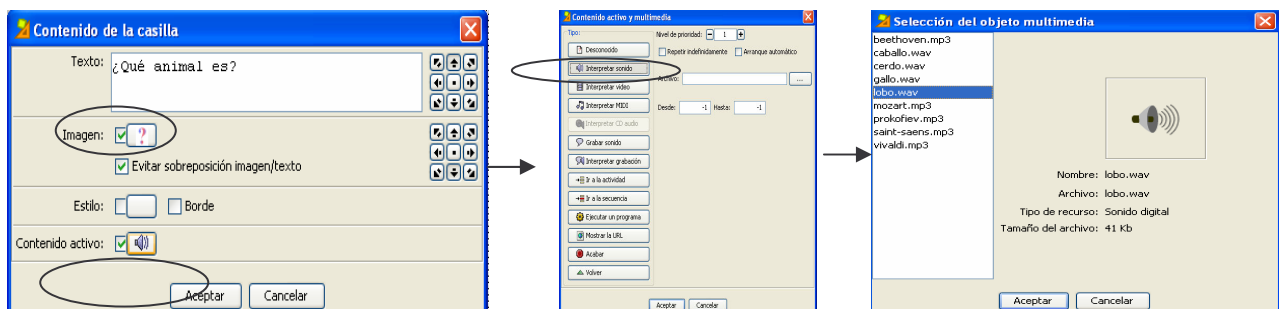 Contenido de la casilla
Texto: ¿Qué animal es?
Imagen: ?
Evitar sobreposición imagen/texto
Estilo: Borde
Contenido activo:
Aceptar Cancelar
Contenido activo y multimedia
Tipo: Nivel de prioridad: 1
Desconocido Repetir indefinidamente Arranque automático
Interpretar sonido
Archivo: ...
Interpretar vídeo
Interpretar MIDI Desde: -1 Hasta: -1
Interpretar CD audio
Grabar sonido
Interpretar grabación
Ir a la actividad
Ir a la secuencia
Ejecutar un programa
Mostrar la URL
Acabar
Volver
Aceptar Cancelar
Selección del objeto multimedia
beethoven.mp3
caballo.wav
cerdo.wav
gallo.wav
lobo.wav
mozart.mp3
prokofiev.mp3
saint-saens.mp3
vivaldi.mp3
Nombre: lobo.wav
Archivo: lobo.wav
Tipo de recurso: Sonido digital
Tamaño del archivo: 41 Kb
Aceptar Cancelar